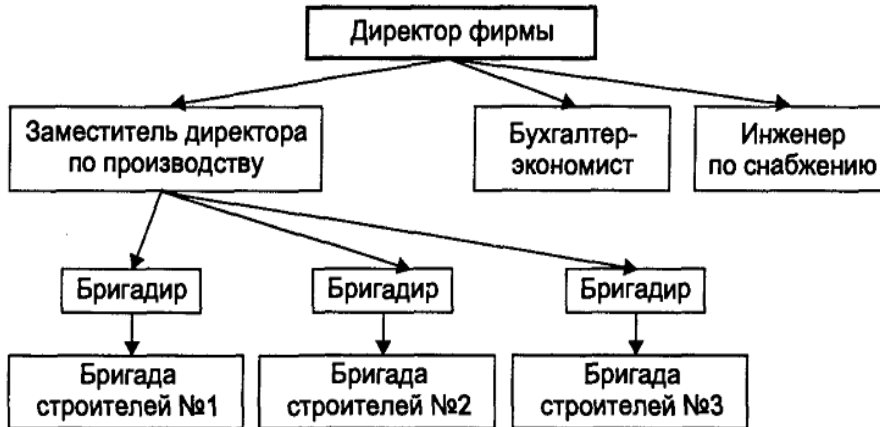 Директор фирмы
Заместитель директора
по производству
Бухгалтер-
экономист
Инженер
по снабжению
Бригадир
Бригадир
Бригадир
Бригада
строителей №1
Бригада
строителей №2
Бригада
строителей №3